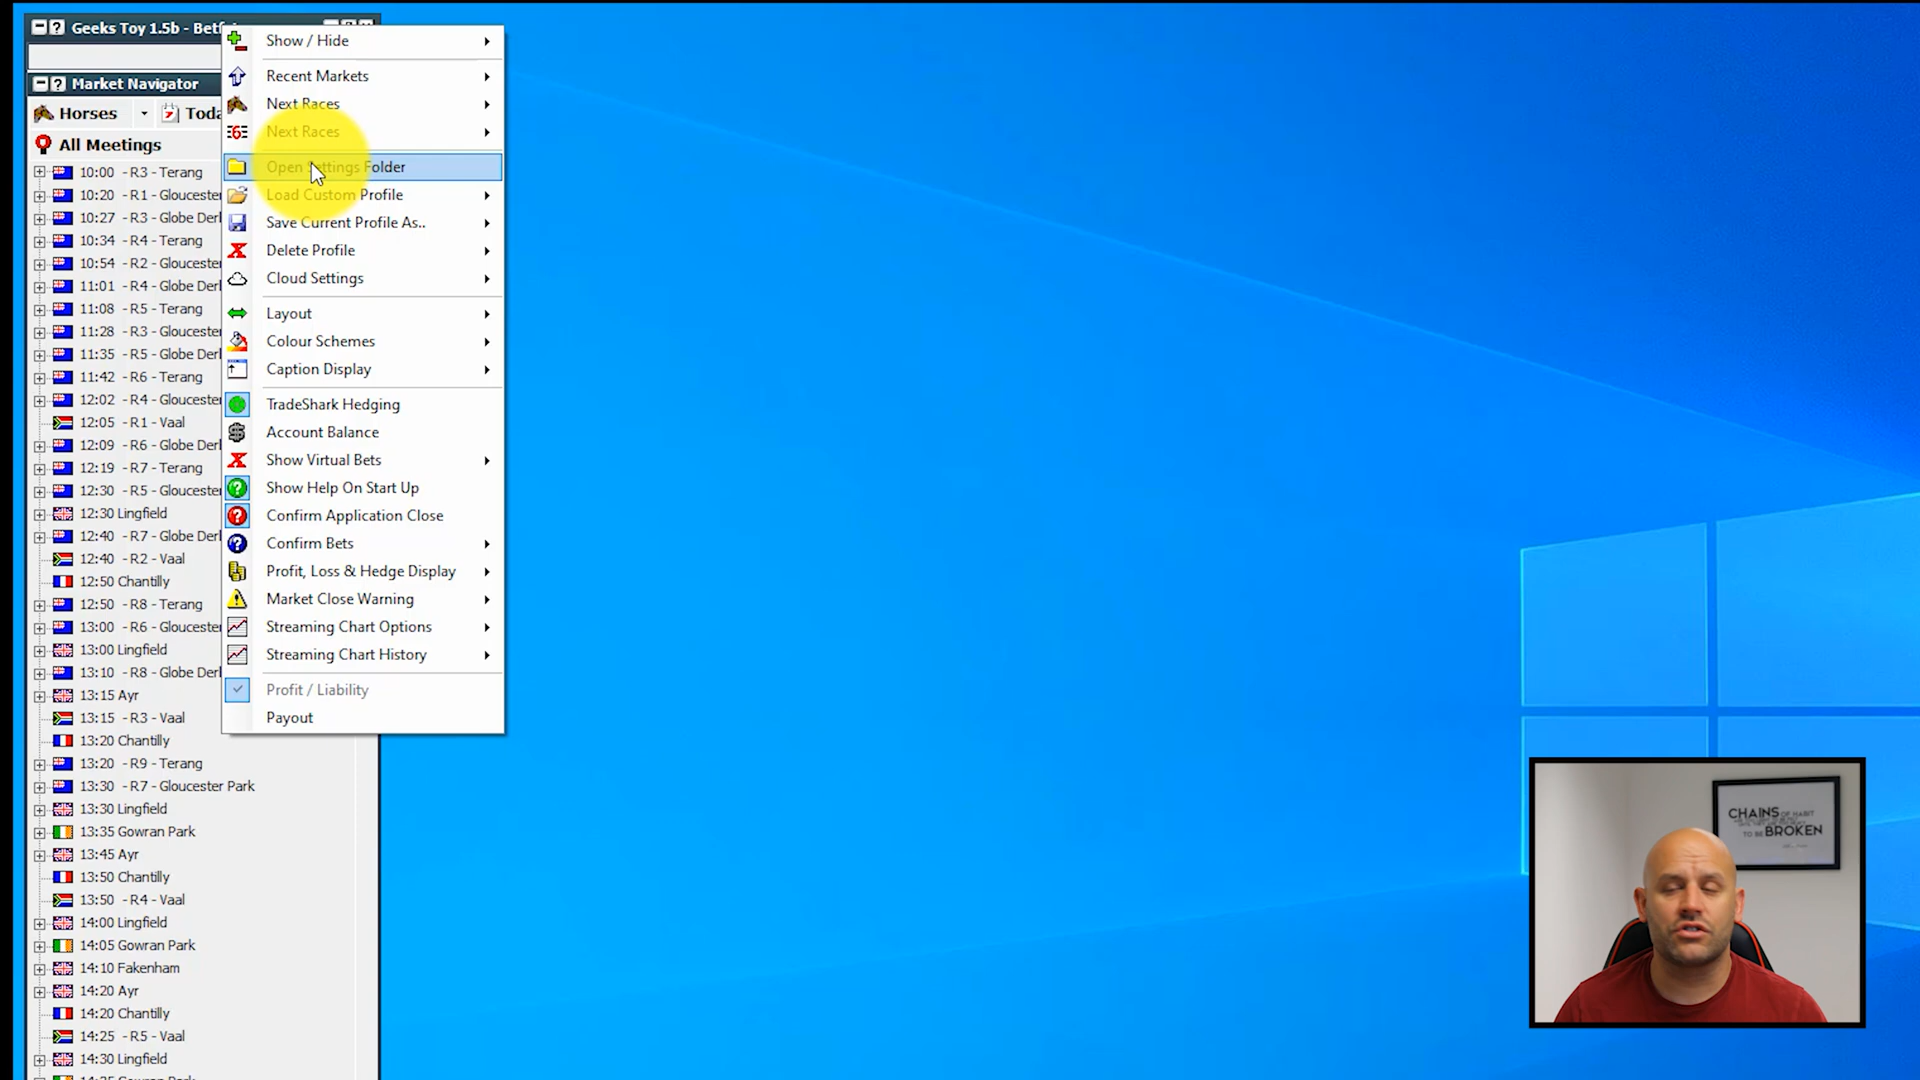 Geeks Toy 1.5b - Betf
Market Navigator
Horses
Toda
All Meetings
10:00 - R3 - Terang
10:20 - R1 - Gloucester
10:27 - R3 - Globe Derl
10:34 - R4 - Terang
10:54 - R2 - Gloucester
11:01 - R4 - Globe Derl
11:08 - R5 - Terang
11:28 - R3 - Gloucester
11:35 - R5 - Globe Derl
11:42 - R6 - Terang
12:02 - R4 - Gloucester
12:05 - R1 - Vaal
12:09 - R6 - Globe Derl
12:19 - R7 - Terang
12:30 - R5 - Gloucester
12:30 Lingfield
12:40 - R7 - Globe Derl
12:40 - R2 - Vaal
12:50 Chantilly
12:50 - R8 - Terang
13:00 - R6 - Gloucester
13:00 Lingfield
13:10 - R8 - Globe Derl
13:15 Ayr
13:15 - R3 - Vaal
13:20 Chantilly
13:20 - R9 - Terang
13:30 - R7 - Gloucester Park
13:30 Lingfield
13:35 Gowran Park
13:45 Ayr
13:50 Chantilly
13:50 - R4 - Vaal
14:00 Lingfield
14:05 Gowran Park
14:10 Fakenham
14:20 Ayr
14:20 Chantilly
14:25 - R5 - Vaal
14:30 Lingfield
Show / Hide
Recent Markets
Next Races
Next Races
Open Settings Folder
Load Custom Profile
Save Current Profile As..
Delete Profile
Cloud Settings
Layout
Colour Schemes
Caption Display
TradeShark Hedging
Account Balance
Show Virtual Bets
Show Help On Start Up
Confirm Application Close
Confirm Bets
Profit, Loss & Hedge Display
Market Close Warning
Streaming Chart Options
Streaming Chart History
Profit / Liability
Payout
CHAINS OF HABIT
TO BE BROKEN